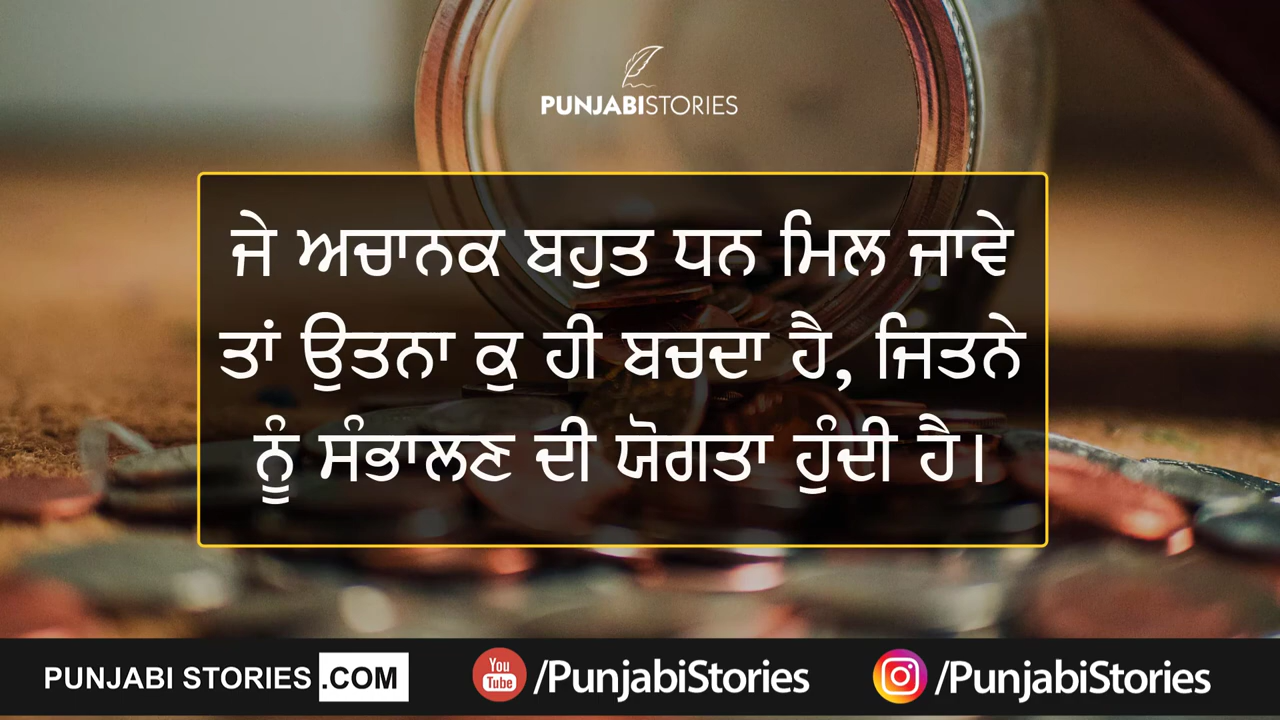 PUNJABISTORIES
ਜੇ ਅਚਾਨਕ ਬਹੁਤ ਧਨ ਮਿਲ ਜਾਵੇ
ਤਾਂ ਉਤਨਾ ਕੁ ਹੀ ਬਚਦਾ ਹੈ, ਜਿਤਨੇ
ਨੂੰ ਸੰਭਾਲਣ ਦੀ ਯੋਗਤਾ ਹੁੰਦੀ ਹੈ।
PUNJABI STORIES .COM You Tube /PunjabiStories /PunjabiStories